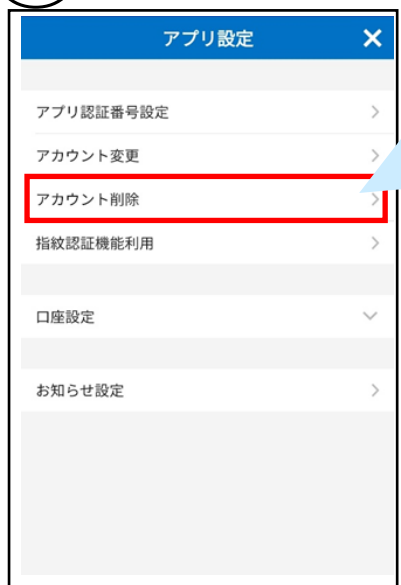 アプリ設定
アプリ認証番号設定
アカウント変更
アカウント削除
指紋認証機能利用
口座設定
お知らせ設定